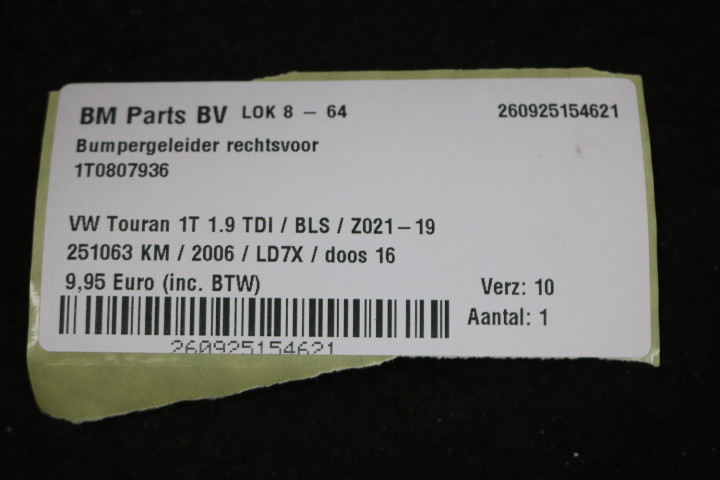 BM Parts BV LOK 8 – 64 260925154621
Bumpergeleider rechtsvoor
1T0807936
VW Touran 1T 1.9 TDI / BLS / Z021–19
251063 KM / 2006 / LD7X / doos 16
9,95 Euro (inc. BTW) Verz: 10
Aantal: 1
260925154621